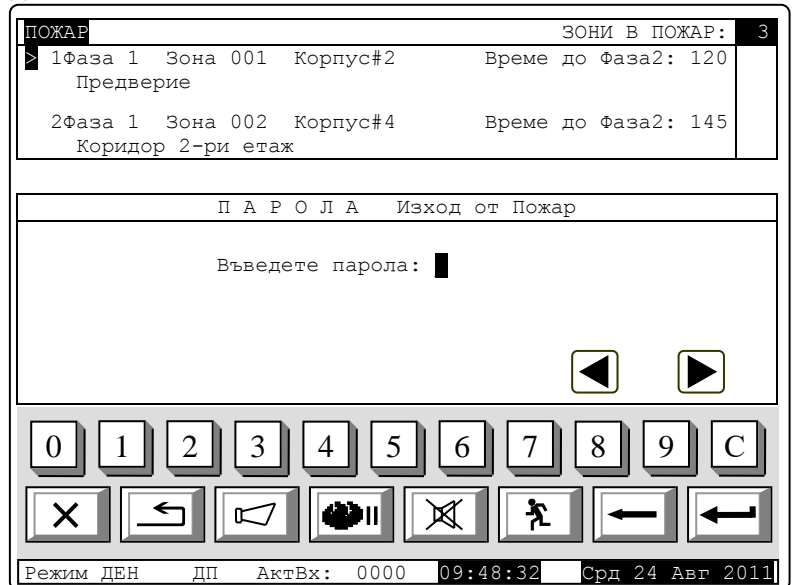 ПОЖАР ЗОНИ В ПОЖАР: 3
> 1Фаза 1 Зона 001 Корпус#2 Време до Фаза2: 120
Предверие
2Фаза 1 Зона 002 Корпус#4 Време до Фаза2: 145
Коридор 2-ри етаж
П А Р О Л А Изход от Пожар
Въведете парола:
0 1 2 3 4 5 6 7 8 9 C
Режим ДЕН ДП АктВх: 0000 09:48:32 Срд 24 Авг 2011